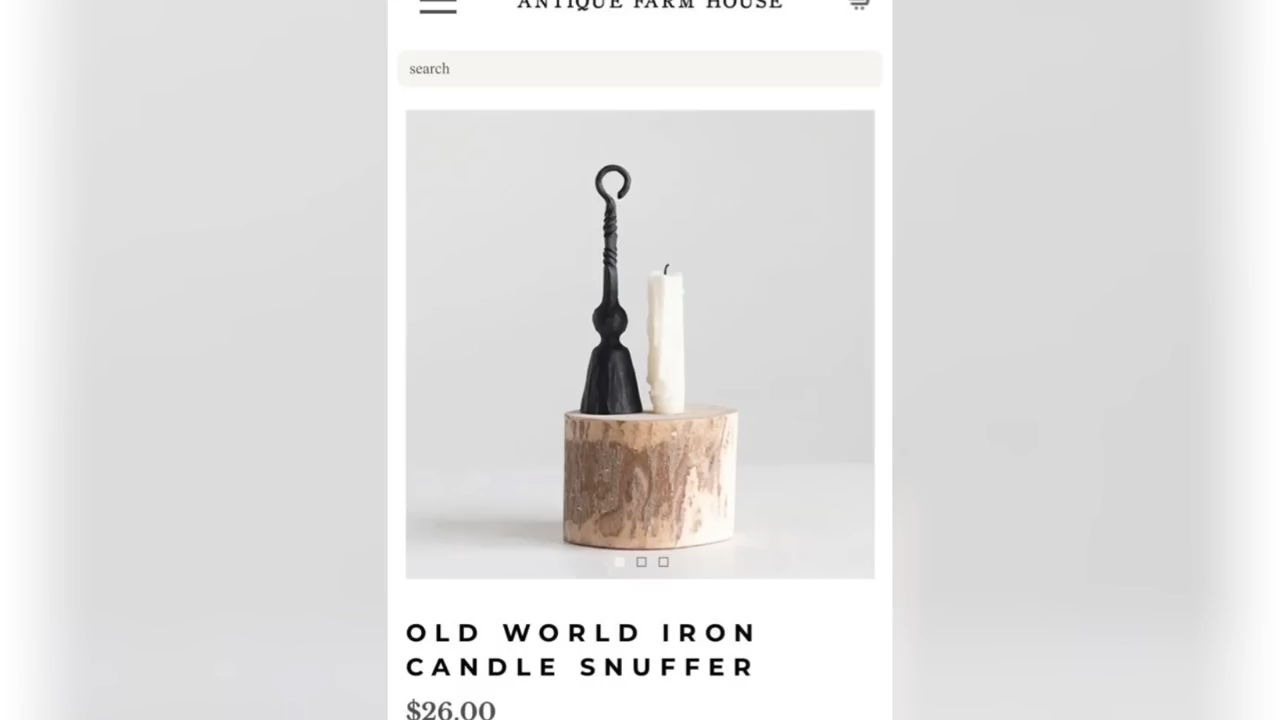 ANTIQUE FARM HOUSE
search
OLD WORLD IRON
CANDLE SNUFFER
$26.00